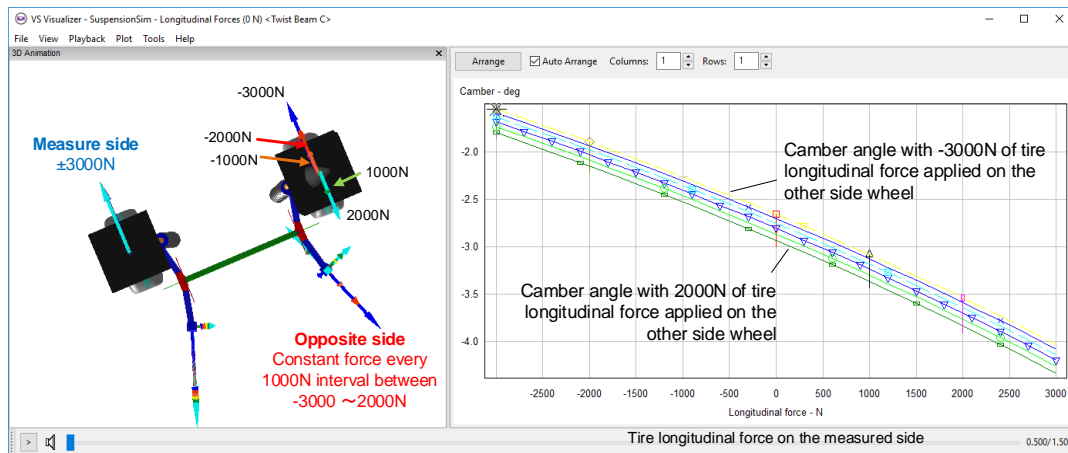 VS Visualizer - SuspensionSim - Longitudinal Forces (0 N) <Twist Beam C>
File View Playback Plot Tools Help
3D Animation
-3000N
-2000N
-1000N
1000N
2000N
Measure side
±3000N
Opposite side
Constant force every
1000N interval between
-3000 ～2000N
Arrange
Auto Arrange
Columns: 1
Rows: 1
Camber - deg
-2.0
-2.5
-3.0
-3.5
-4.0
Camber angle with -3000N of tire
longitudinal force applied on the
other side wheel
Camber angle with 2000N of tire
longitudinal force applied on the
other side wheel
-2500 -2000 -1500 -1000 -500 0 500 1000 1500 2000 2500 3000
Longitudinal force - N
Tire longitudinal force on the measured side
0.500/1.50